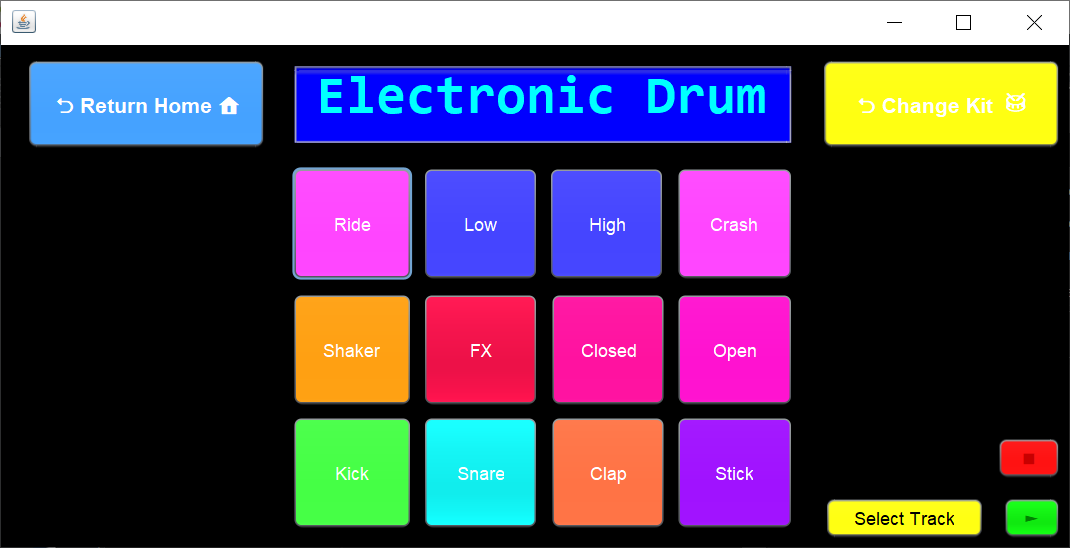 Return Home
Electronic Drum
Change Kit
Ride
Low
High
Crash
Shaker
FX
Closed
Open
Kick
Snare
Clap
Stick
Select Track